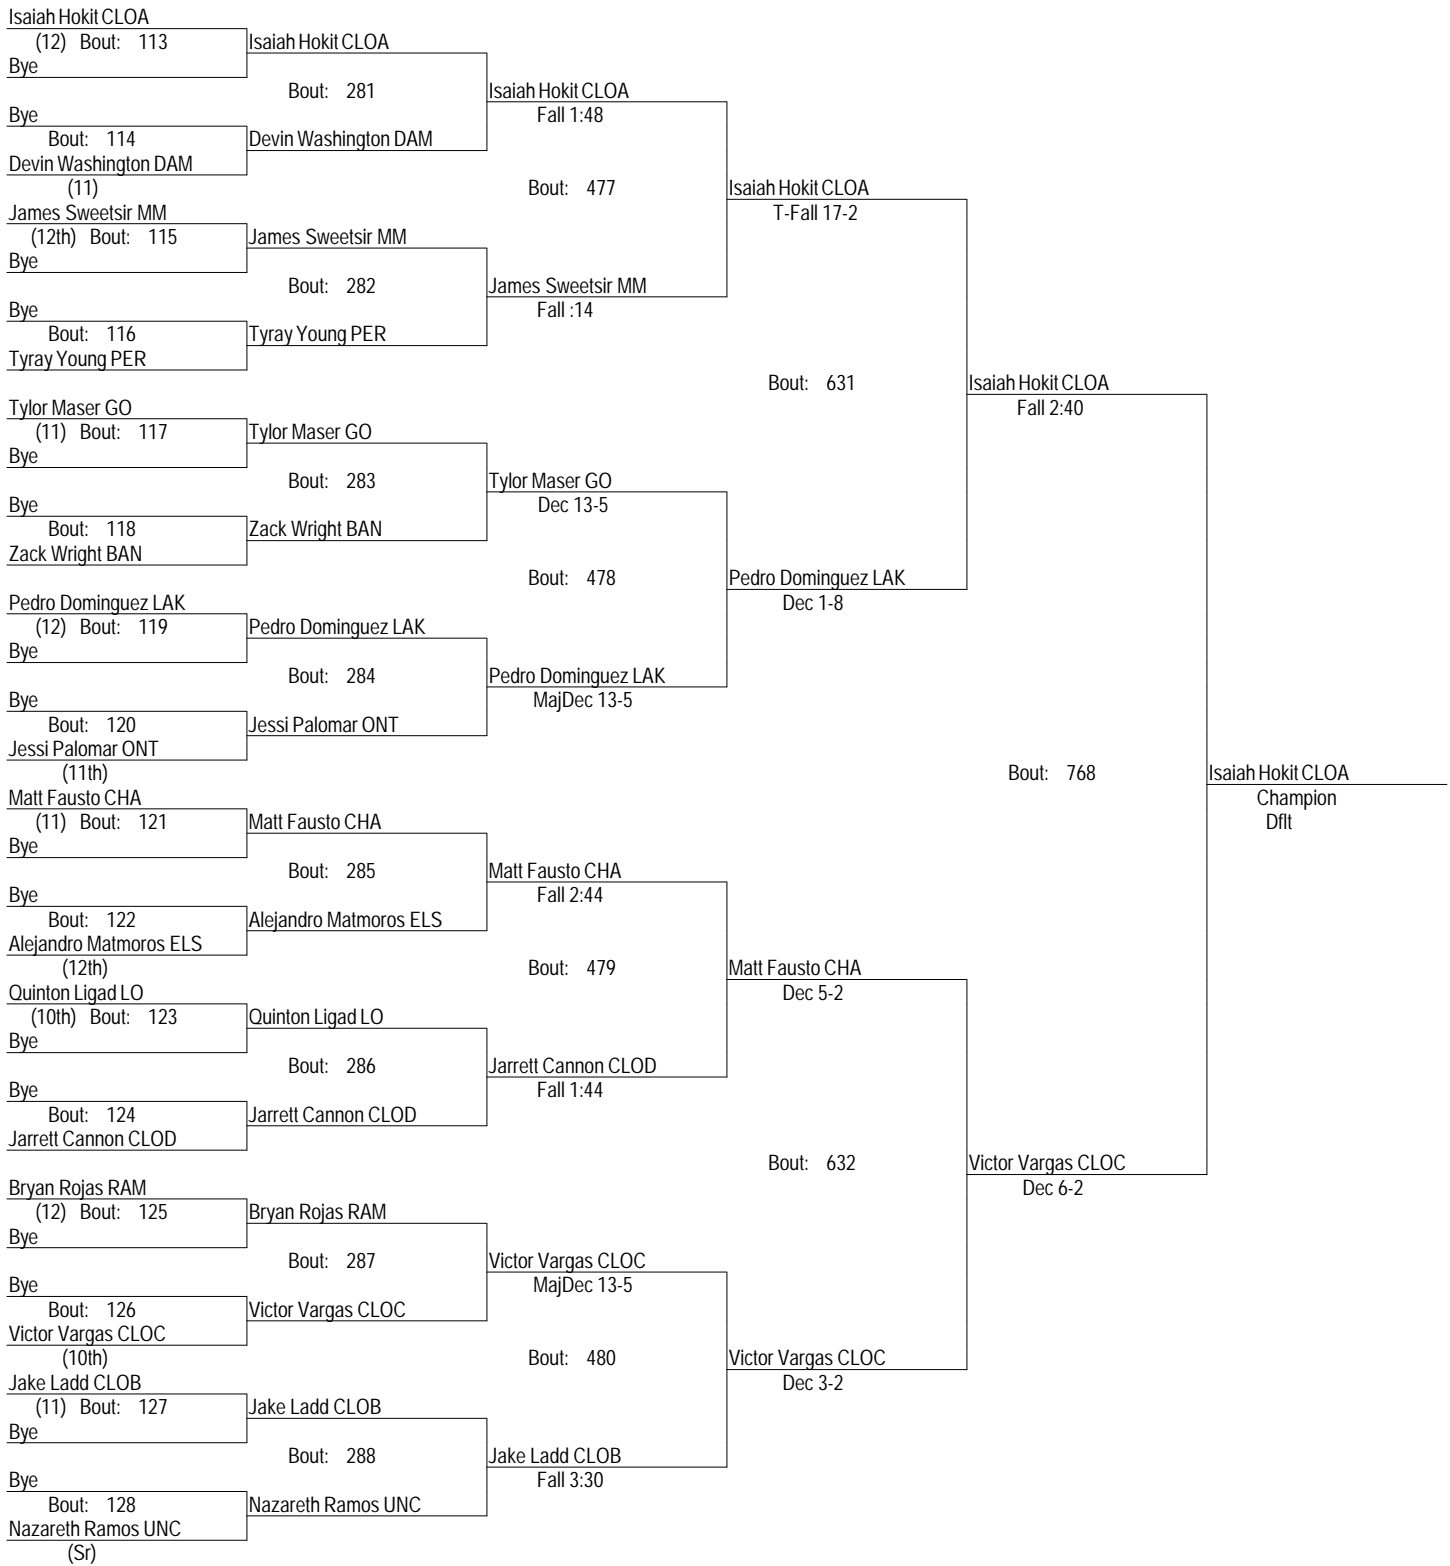 Isaiah Hokit CLOA
(12) Bout: 113
Bye
Isaiah Hokit CLOA
Bout: 281
Isaiah Hokit CLOA
Fall 1:48
Bye
Bout: 114
Devin Washington DAM
(11)
Devin Washington DAM
Bout: 477
Isaiah Hokit CLOA
T-Fall 17-2
James Sweetsir MM
(12th) Bout: 115
Bye
James Sweetsir MM
Bout: 282
James Sweetsir MM
Fall :14
Bye
Bout: 116
Tyray Young PER
Tyray Young PER
Bout: 631
Isaiah Hokit CLOA
Fall 2:40
Tylor Maser GO
(11) Bout: 117
Bye
Tylor Maser GO
Bout: 283
Tylor Maser GO
Dec 13-5
Bye
Bout: 118
Zack Wright BAN
Zack Wright BAN
Bout: 478
Pedro Dominguez LAK
Dec 1-8
Pedro Dominguez LAK
(12) Bout: 119
Bye
Pedro Dominguez LAK
Bout: 284
Pedro Dominguez LAK
MajDec 13-5
Bye
Bout: 120
Jessi Palomar ONT
(11th)
Jessi Palomar ONT
Bout: 768
Isaiah Hokit CLOA
Champion
Dflt
Matt Fausto CHA
(11) Bout: 121
Bye
Matt Fausto CHA
Bout: 285
Matt Fausto CHA
Fall 2:44
Bye
Bout: 122
Alejandro Matmoros ELS
(12th)
Alejandro Matmoros ELS
Bout: 479
Matt Fausto CHA
Dec 5-2
Quinton Ligad LO
(10th) Bout: 123
Bye
Quinton Ligad LO
Bout: 286
Jarrett Cannon CLOD
Fall 1:44
Bye
Bout: 124
Jarrett Cannon CLOD
Jarrett Cannon CLOD
Bout: 632
Victor Vargas CLOC
Dec 6-2
Bryan Rojas RAM
(12) Bout: 125
Bye
Bryan Rojas RAM
Bout: 287
Victor Vargas CLOC
MajDec 13-5
Bye
Bout: 126
Victor Vargas CLOC
(10th)
Victor Vargas CLOC
Bout: 480
Victor Vargas CLOC
Dec 3-2
Jake Ladd CLOB
(11) Bout: 127
Bye
Jake Ladd CLOB
Bout: 288
Jake Ladd CLOB
Fall 3:30
Bye
Bout: 128
Nazareth Ramos UNC
(Sr)
Nazareth Ramos UNC